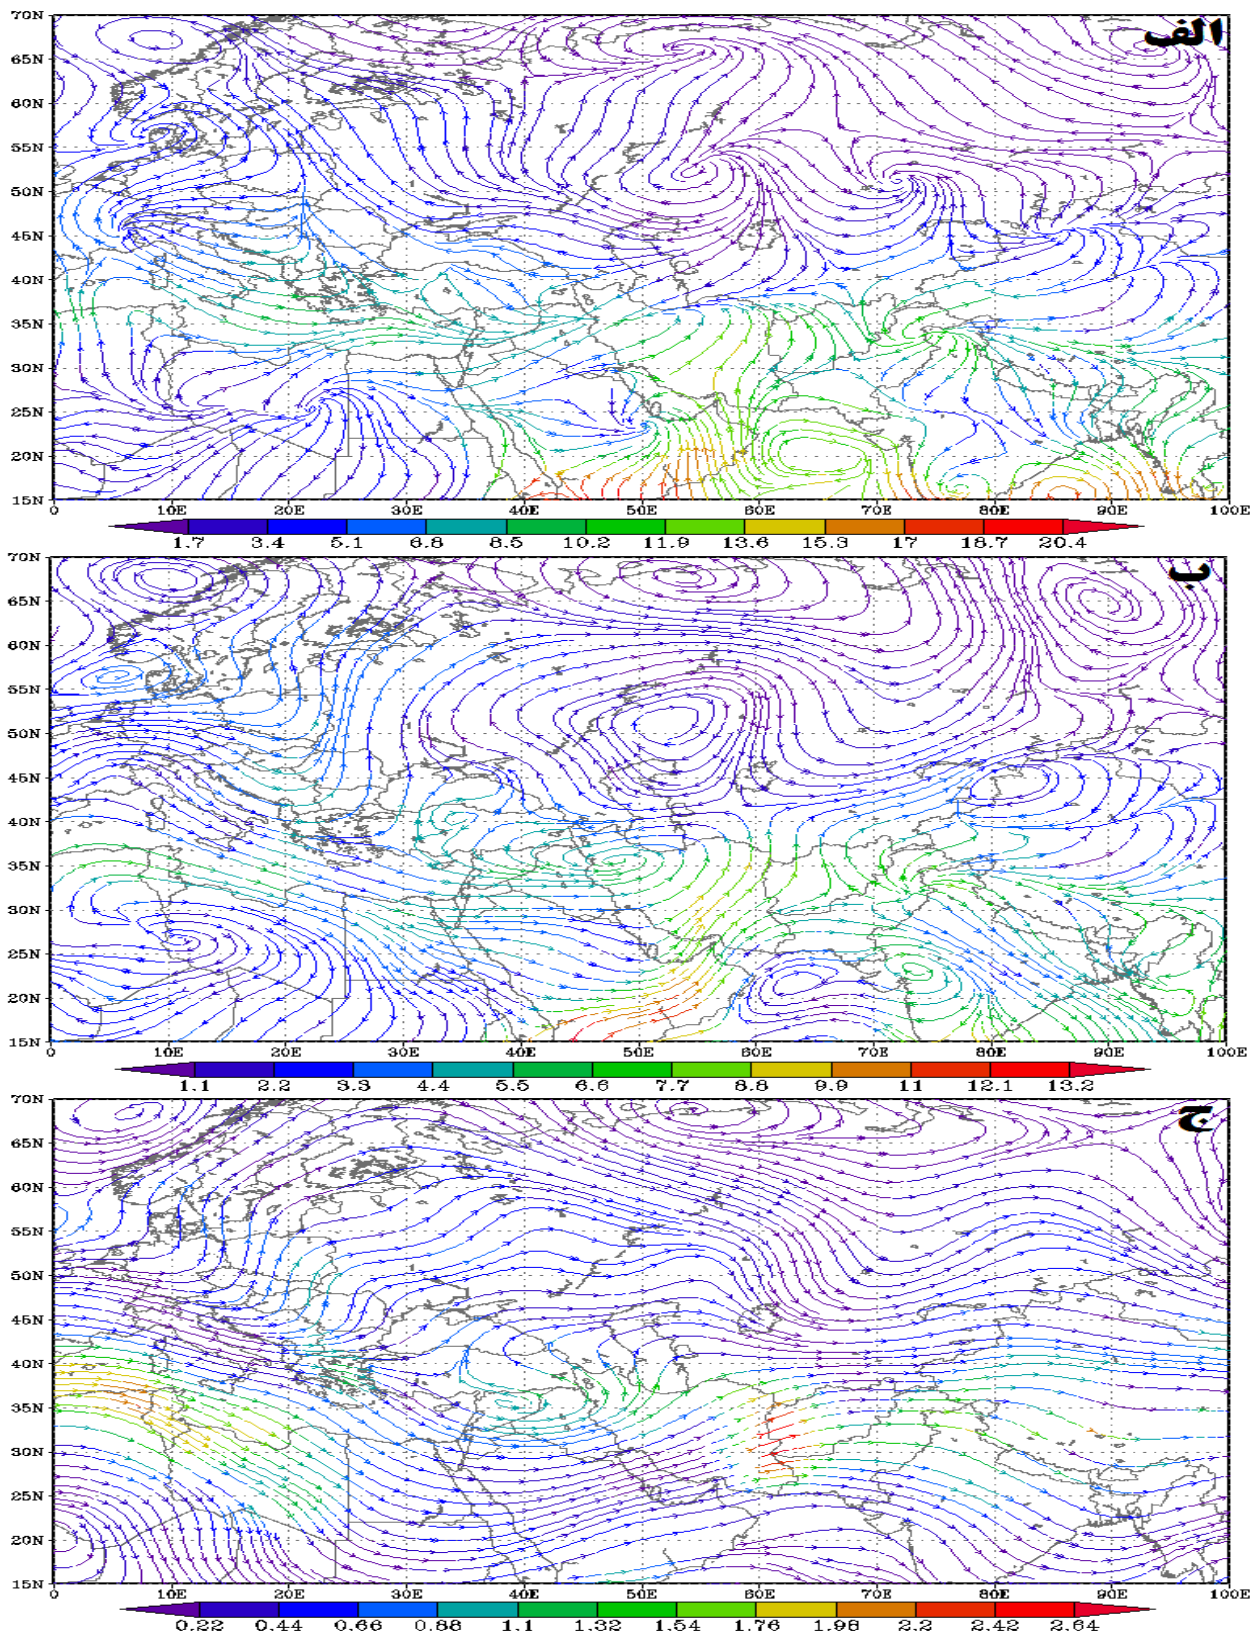 70N
الف
65N
60N
55N
50N
45N
40N
35N
30N
25N
20N
15N
0 10E 20E 30E 40E 50E 60E 70E 80E 90E 100E
1.7 3.4 5.1 6.8 8.5 10.2 11.9 13.6 15.3 17 18.7 20.4
70N
ب
65N
60N
55N
50N
45N
40N
35N
30N
25N
20N
15N
0 10E 20E 30E 40E 50E 60E 70E 80E 90E 100E
1.1 2.2 3.3 4.4 5.5 6.6 7.7 8.8 9.9 11 12.1 13.2
70N
ج
65N
60N
55N
50N
45N
40N
35N
30N
25N
20N
15N
0 10E 20E 30E 40E 50E 60E 70E 80E 90E 100E
0.22 0.44 0.66 0.88 1.1 1.32 1.54 1.76 1.98 2.2 2.42 2.64